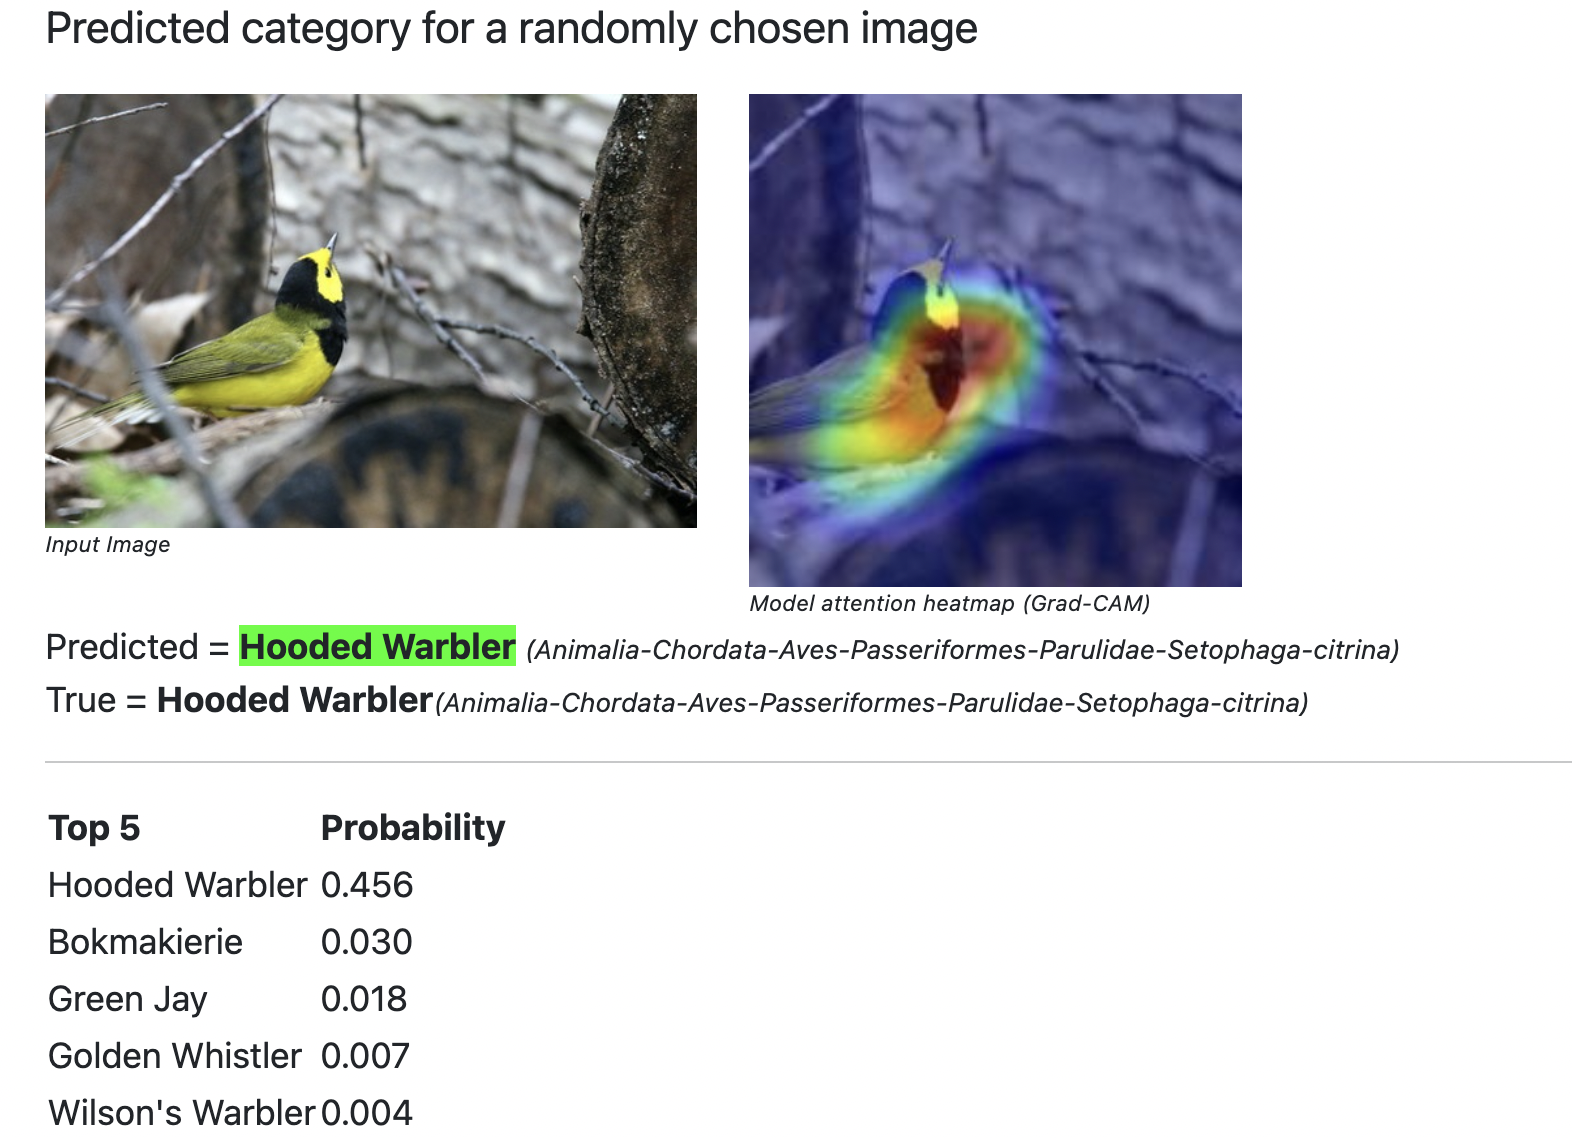 Predicted category for a randomly chosen image
Input Image
Model attention heatmap (Grad-CAM)
Predicted = Hooded Warbler (Animalia-Chordata-Aves-Passeriformes-Parulidae-Setophaga-citrina)
True = Hooded Warbler(Animalia-Chordata-Aves-Passeriformes-Parulidae-Setophaga-citrina)
Top 5 Probability
Hooded Warbler 0.456
Bokmakierie 0.030
Green Jay 0.018
Golden Whistler 0.007
Wilson's Warbler 0.004